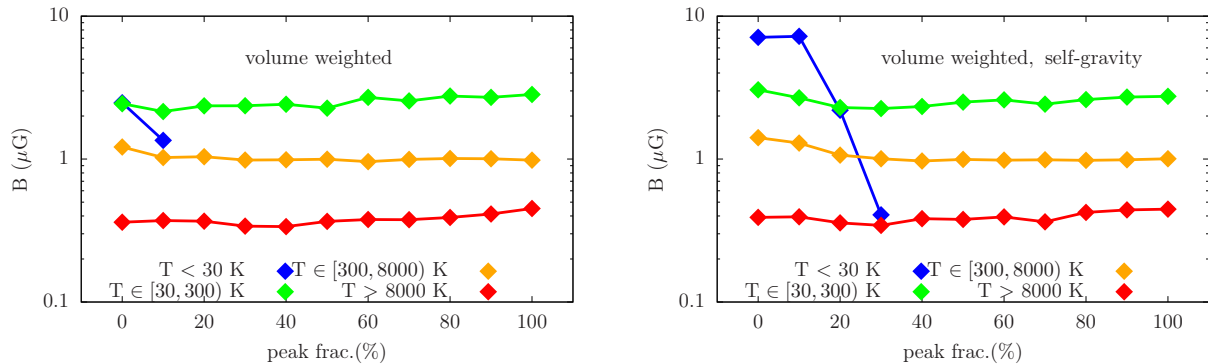 10
volume weighted
B (μG)
1
T < 30 K
T ∈ [300, 8000) K
T ∈ [30, 300) K
T > 8000 K
0.1
0 20 40 60 80 100
peak frac.(%)
10
volume weighted, self-gravity
B (μG)
1
T < 30 K
T ∈ [300, 8000) K
T ∈ [30, 300) K
T > 8000 K
0.1
0 20 40 60 80 100
peak frac.(%)